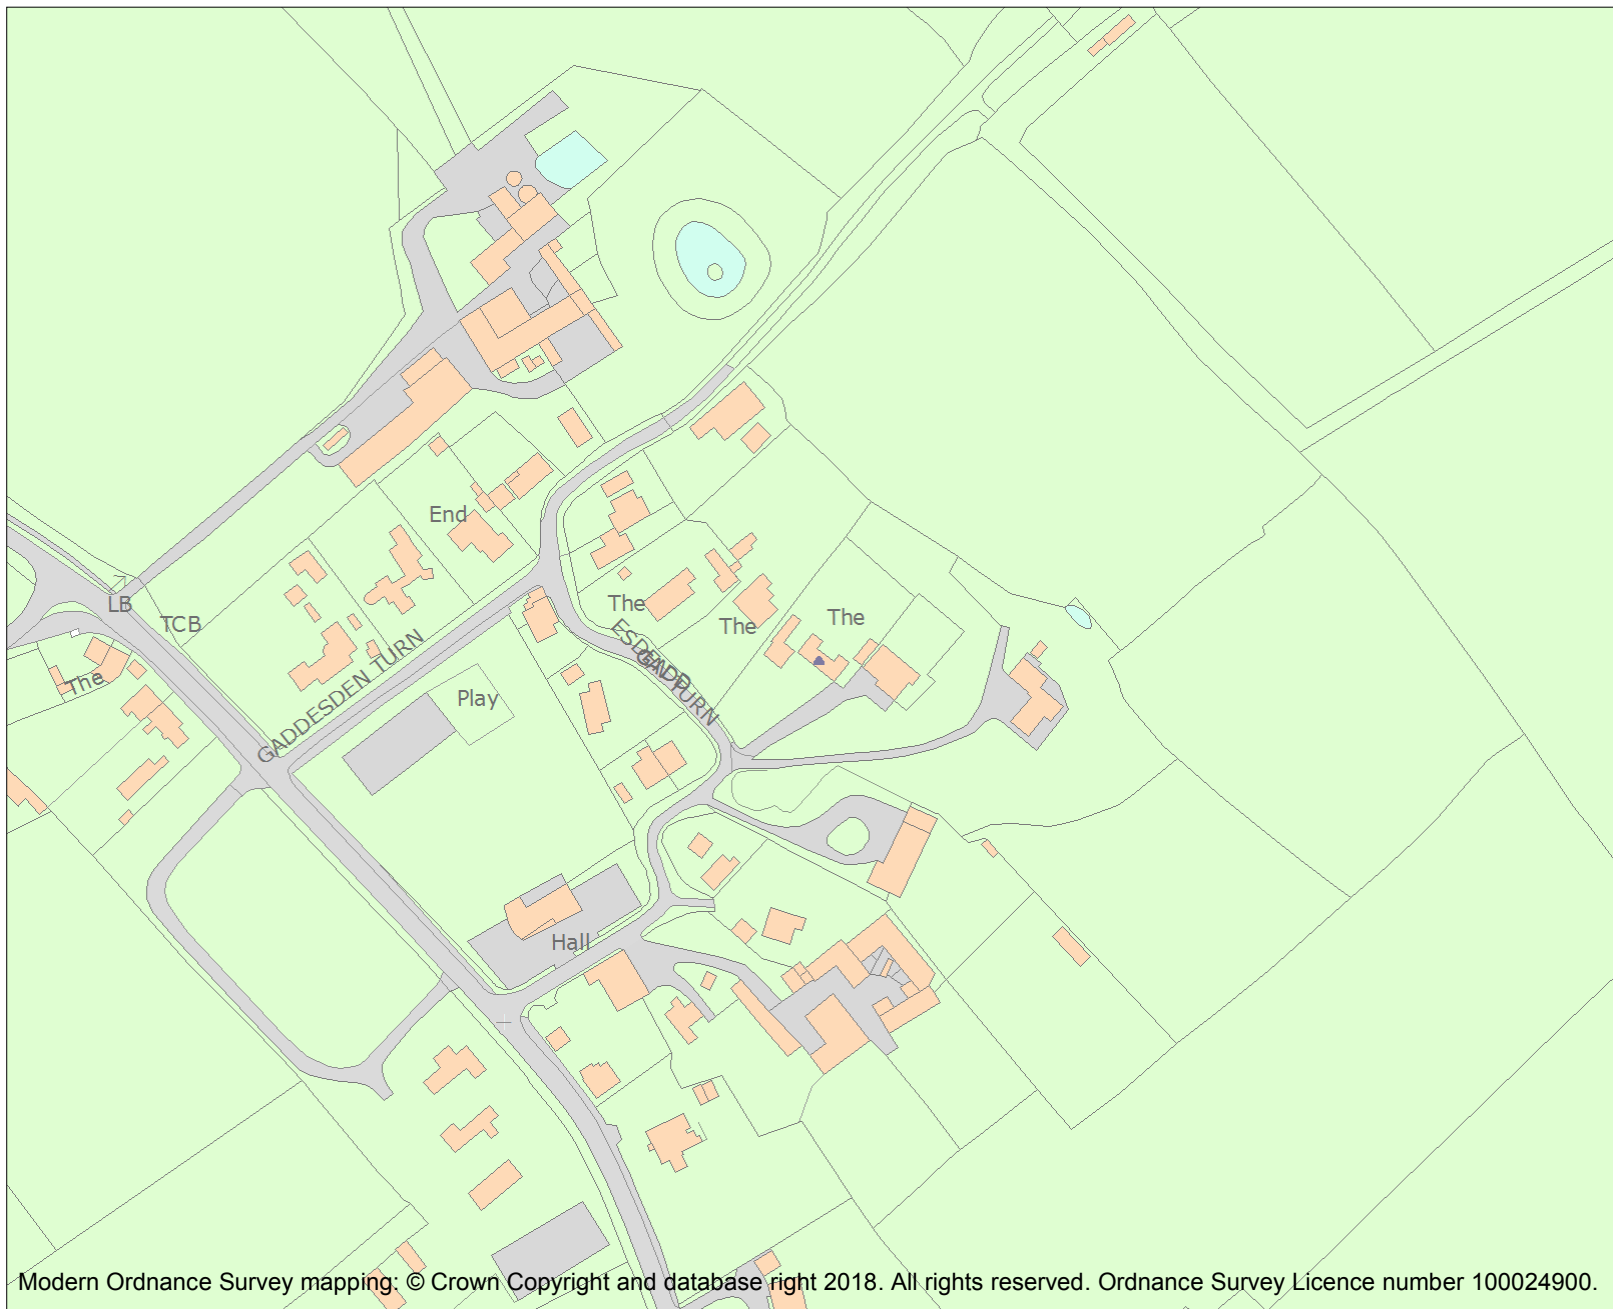 End
LB
TCB
The
The
The
GADDESDEN TURN
The
Play
Hall
Modern Ordnance Survey mapping: © Crown Copyright and database right 2018. All rights reserved. Ordnance Survey Licence number 100024900.